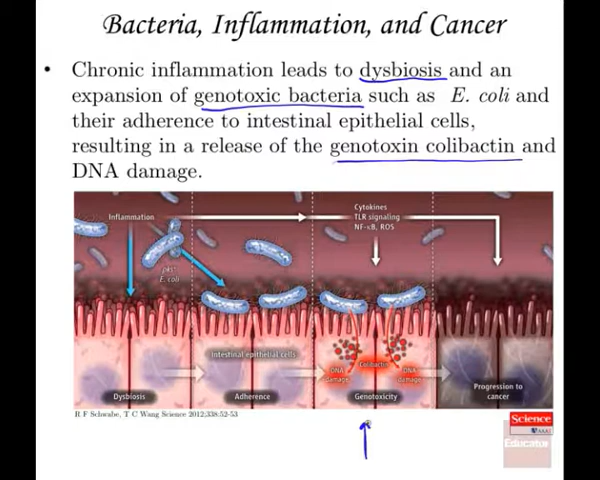 Bacteria, Inflammation, and Cancer
• Chronic inflammation leads to dysbiosis and an
expansion of genotoxic bacteria such as E. coli and
their adherence to intestinal epithelial cells,
resulting in a release of the genotoxin colibactin and
DNA damage.
Inflammation
Cytokines
TLR signaling
NF-κB, ROS
pks+
E. coli
Intestinal epithelial cells
DNA
damage
Colibactin
DNA
damage
Dysbiosis
Adherence
Genotoxicity
Progression to
cancer
R F Schwabe, T C Wang Science 2012;338:52-53
Science
AAAS
Educator